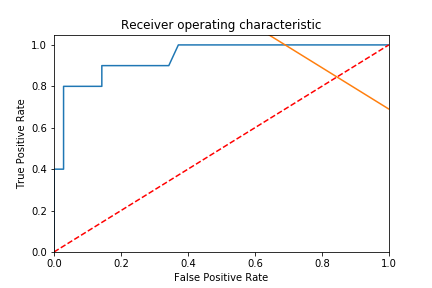 Receiver operating characteristic
1.0
0.8
0.6
0.4
0.2
0.0
True Positive Rate
0.0 0.2 0.4 0.6 0.8 1.0
False Positive Rate